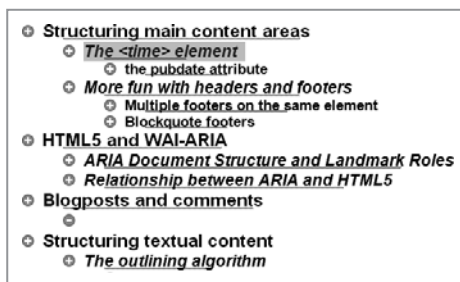 Structuring main content areas
The <time> element
the pubdate attribute
More fun with headers and footers
Multiple footers on the same element
Blockquote footers
HTML5 and WAI-ARIA
ARIA Document Structure and Landmark Roles
Relationship between ARIA and HTML5
Blogposts and comments
Structuring textual content
The outlining algorithm